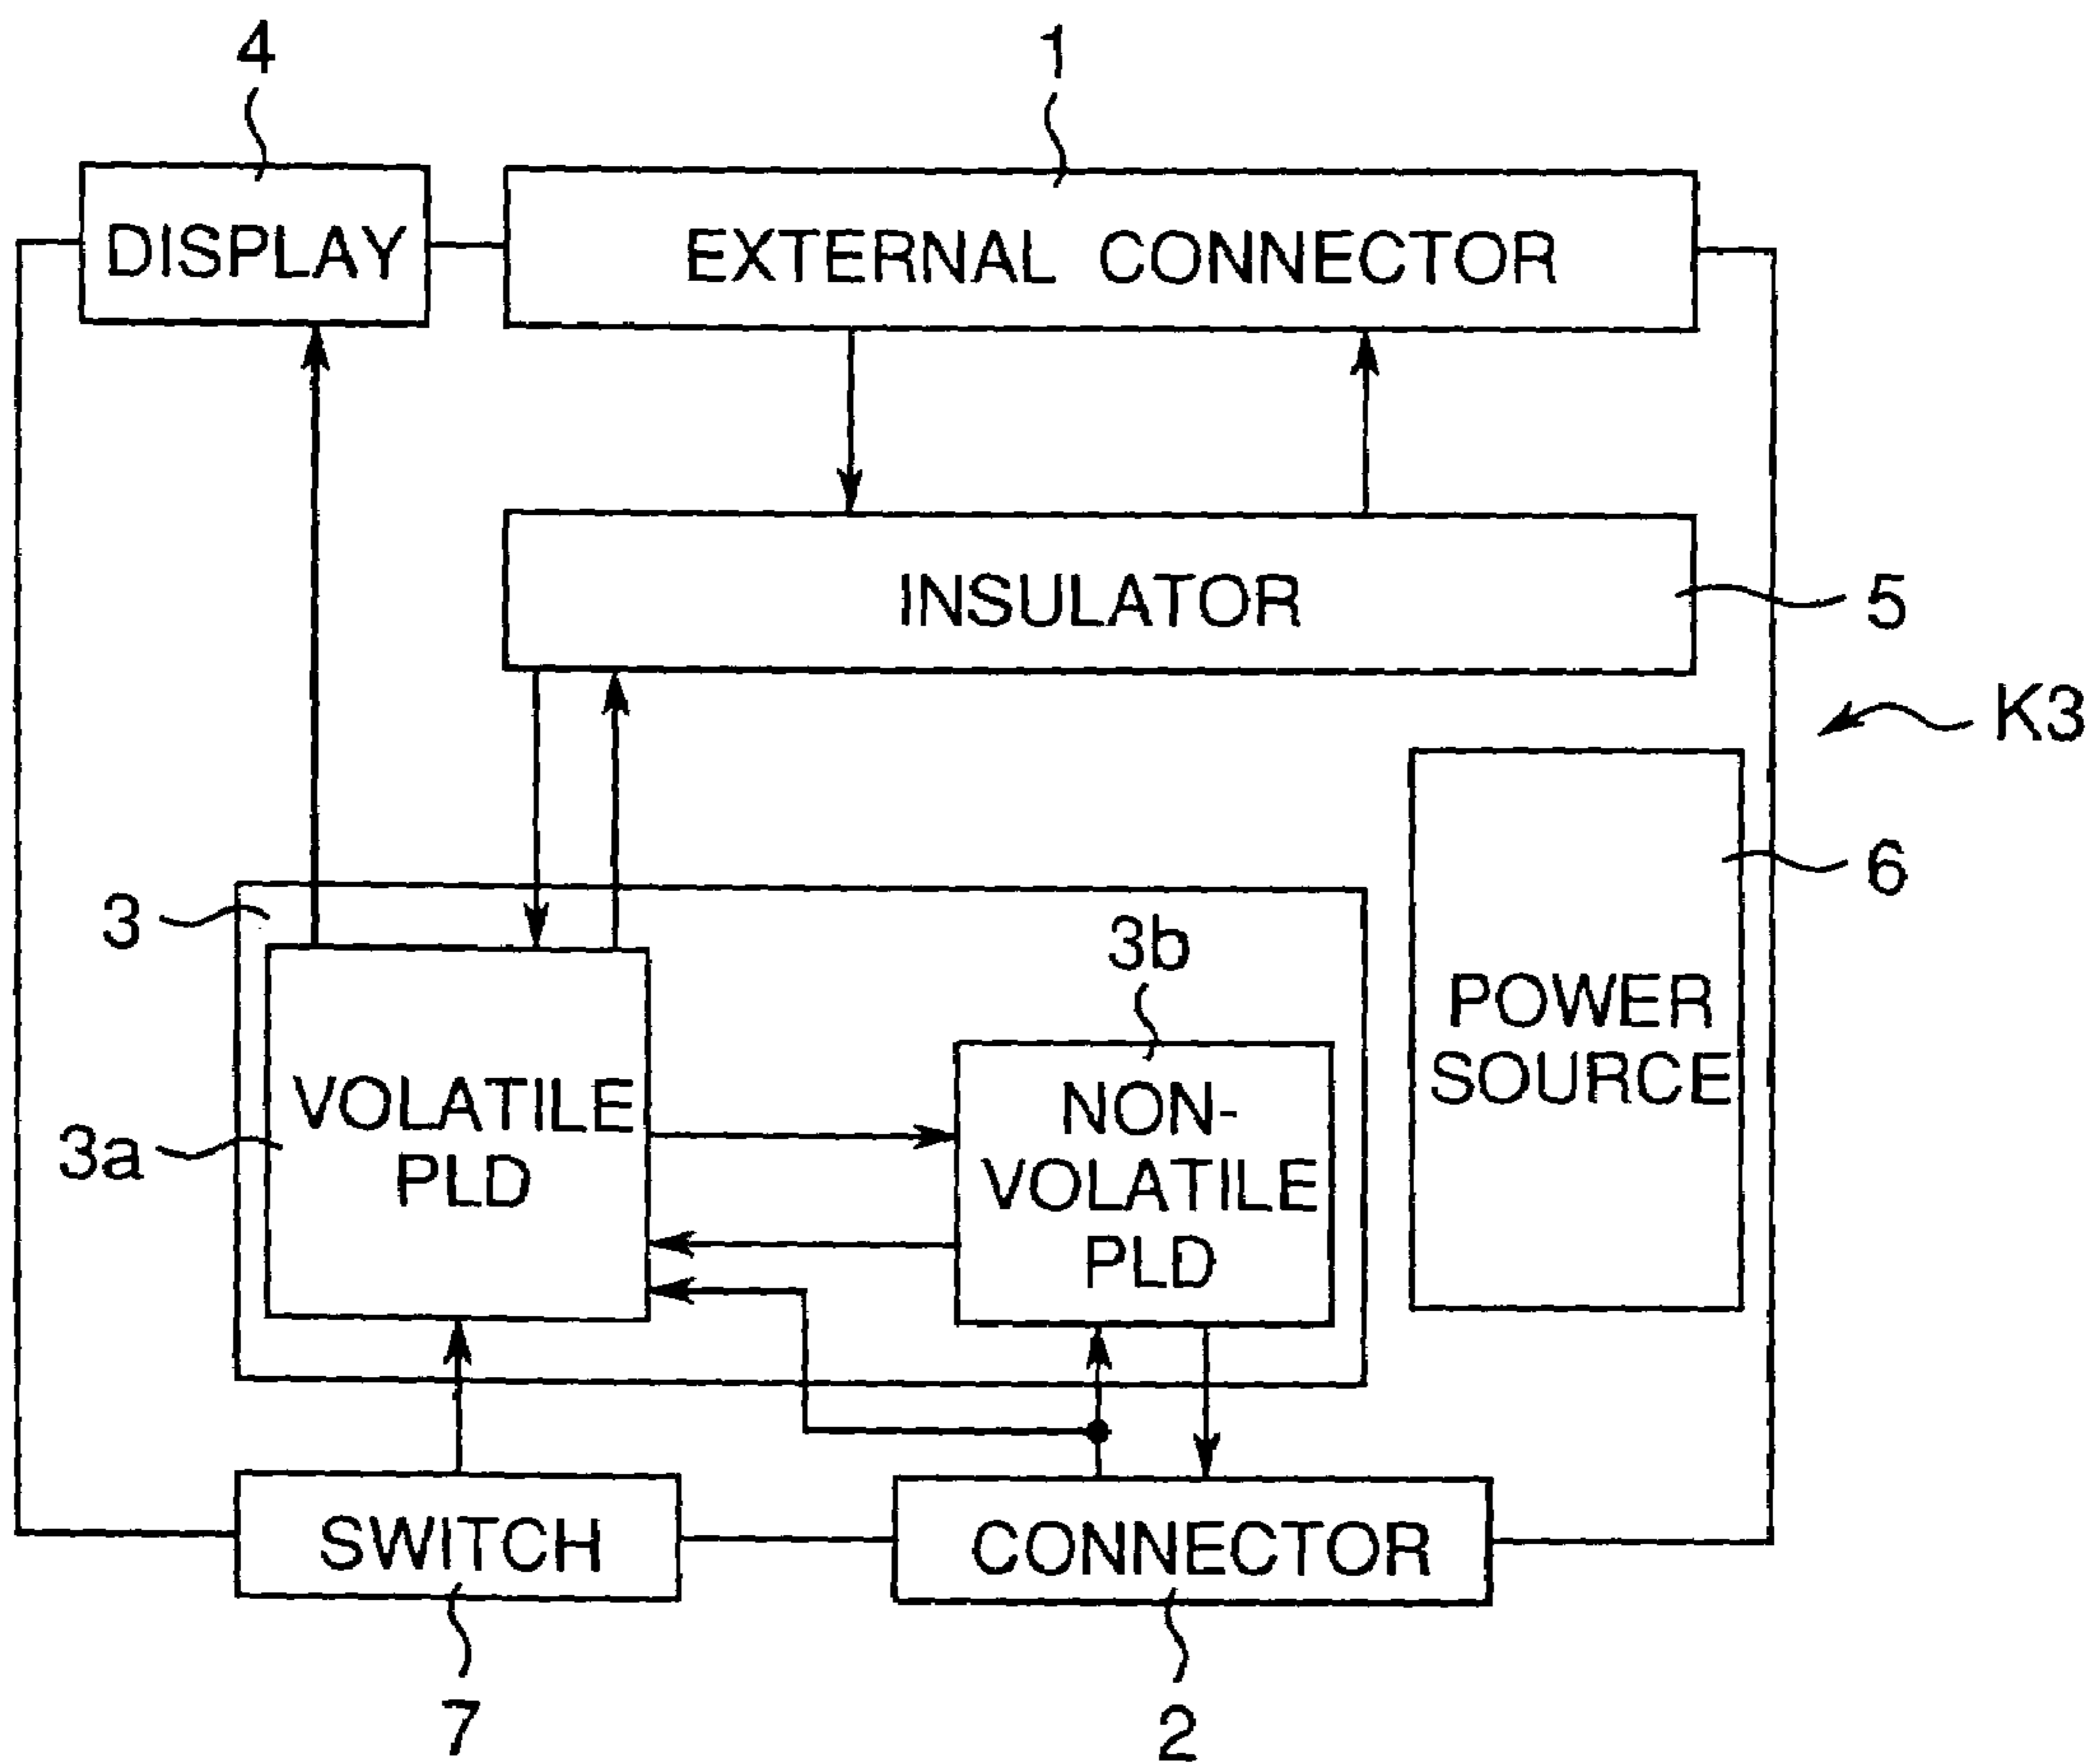 4
1
DISPLAY
EXTERNAL CONNECTOR
INSULATOR
5
K3
6
3
3b
POWER
SOURCE
VOLATILE
PLD
3a
NON-
VOLATILE
PLD
SWITCH
CONNECTOR
7
2